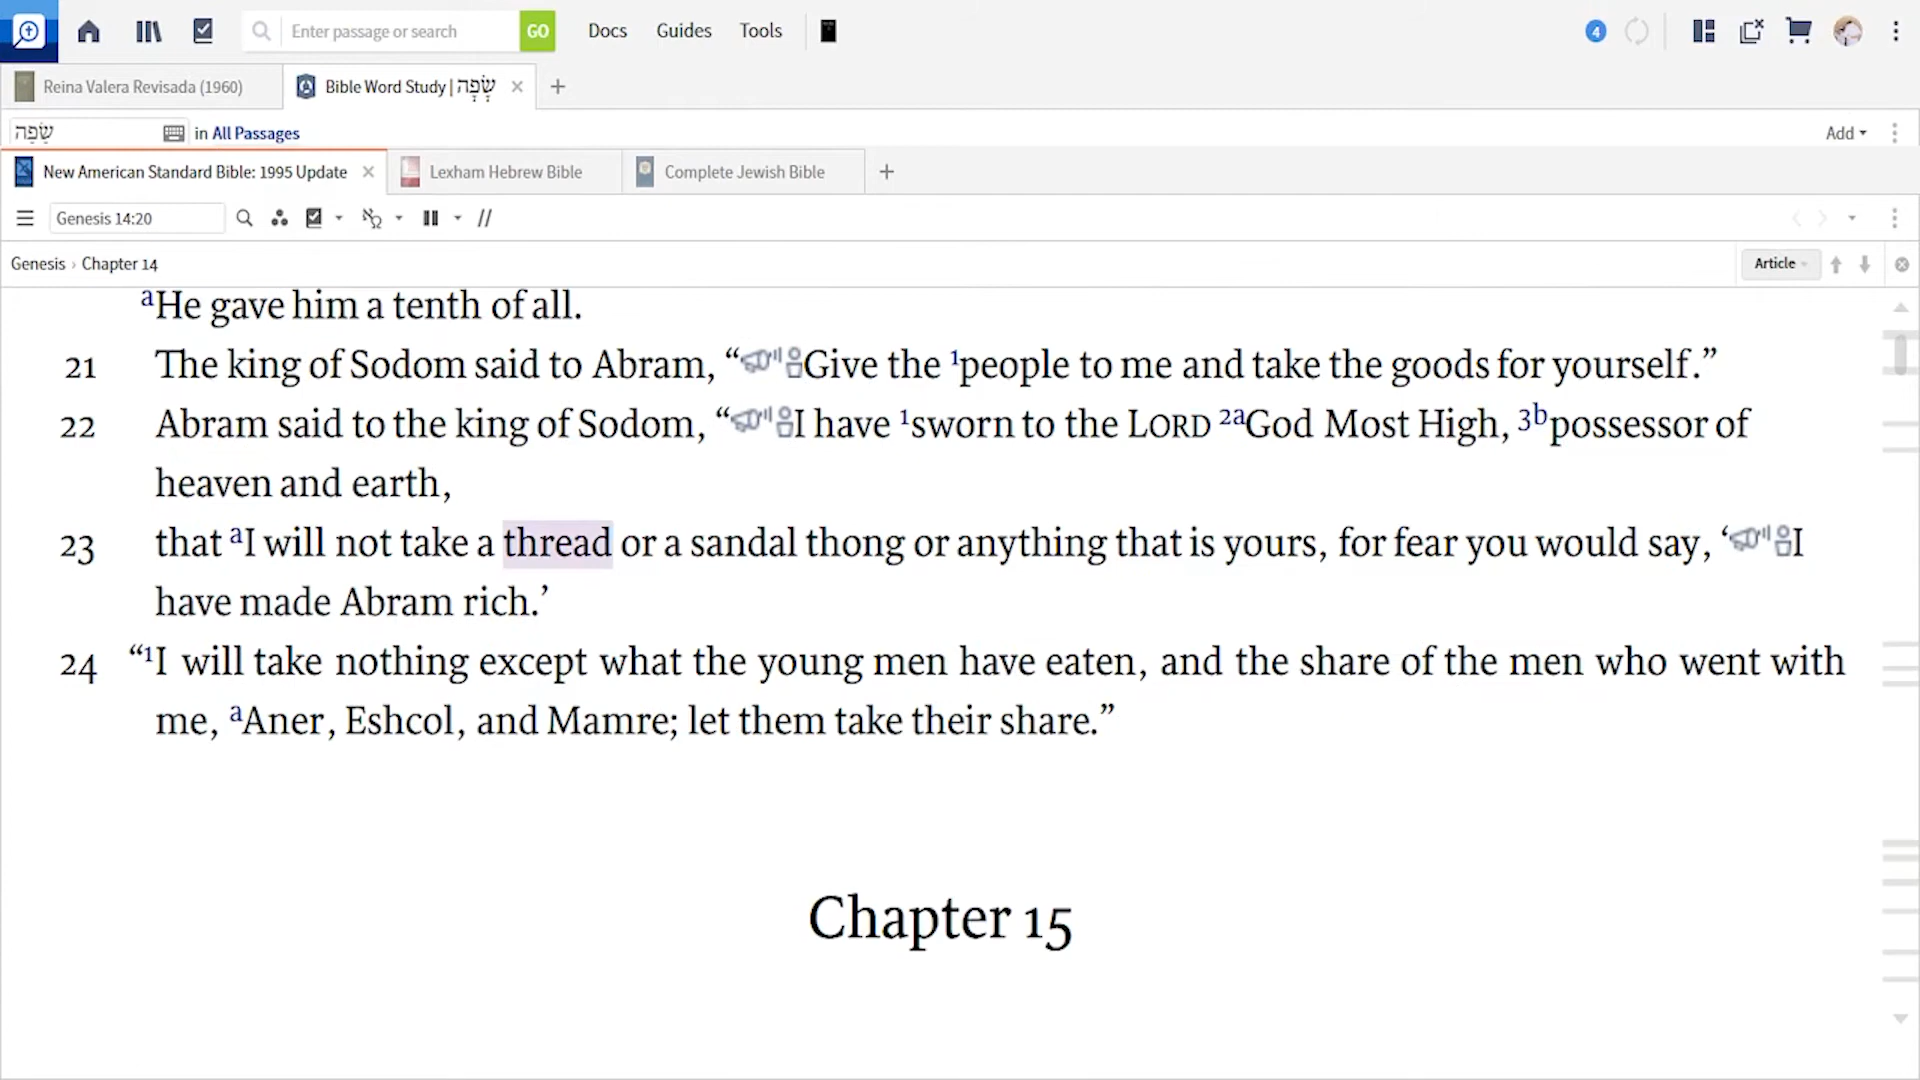 Enter passage or search GO Docs Guides Tools 4
Reina Valera Revisada (1960) Bible Word Study | שָׂפָה
שָׂפָה in All Passages Add
New American Standard Bible: 1995 Update Lexham Hebrew Bible Complete Jewish Bible
Genesis 14:20
Genesis › Chapter 14 Article
aHe gave him a tenth of all.
21 The king of Sodom said to Abram, “Give the 1people to me and take the goods for yourself.”
22 Abram said to the king of Sodom, “I have 1sworn to the LORD 2aGod Most High, 3bpossessor of
heaven and earth,
23 that aI will not take a thread or a sandal thong or anything that is yours, for fear you would say, ‘I
have made Abram rich.’
24 “1I will take nothing except what the young men have eaten, and the share of the men who went with
me, aAner, Eshcol, and Mamre; let them take their share.”
Chapter 15